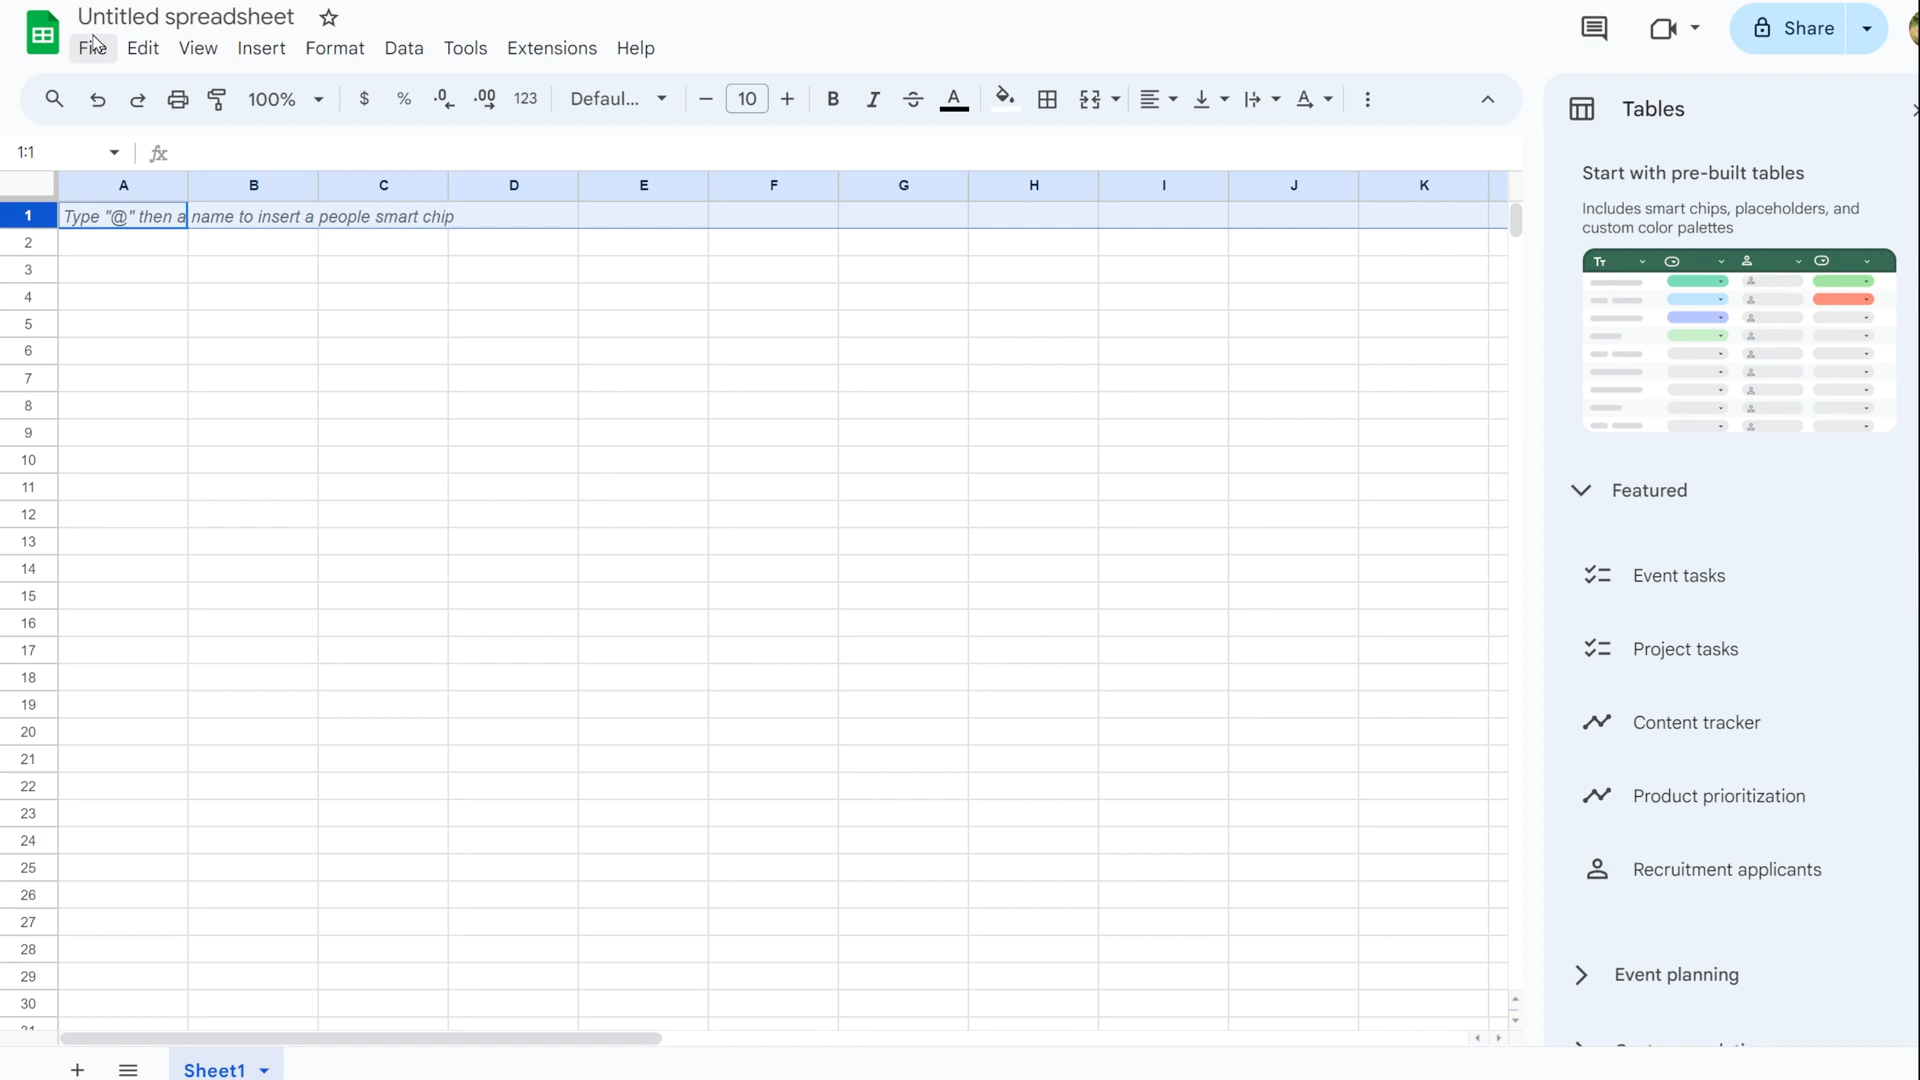 Untitled spreadsheet
File Edit View Insert Format Data Tools Extensions Help
Share
100% $ % .0 .00 123 Defaul... 10 B I S A
1:1 fx
A B C D E F G H I J K
1 Type "@" then a name to insert a people smart chip
2
3
4
5
6
7
8
9
10
11
12
13
14
15
16
17
18
19
20
21
22
23
24
25
26
27
28
29
30
Sheet1
Tables
Start with pre-built tables
Includes smart chips, placeholders, and
custom color palettes
Featured
Event tasks
Project tasks
Content tracker
Product prioritization
Recruitment applicants
Event planning